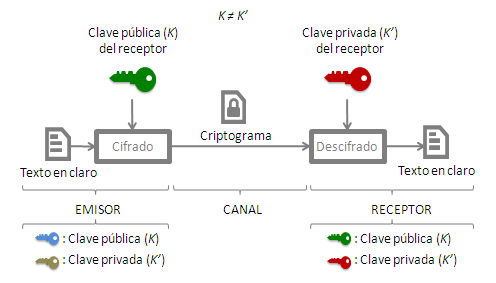 K ≠ K’
Clave pública (K)
del receptor
Clave privada (K’)
del receptor
Cifrado
Criptograma
Descifrado
Texto en claro
Texto en claro
EMISOR
CANAL
RECEPTOR
: Clave pública (K)
: Clave privada (K’)
: Clave pública (K)
: Clave privada (K’)